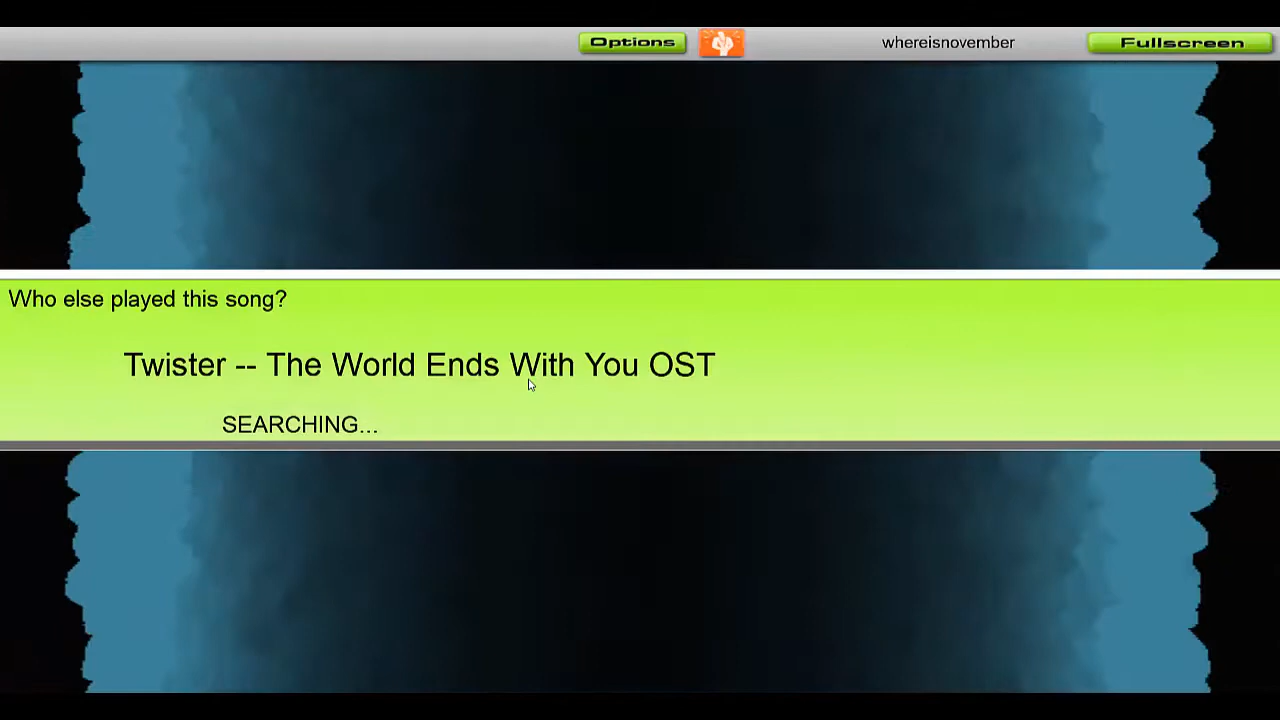 Options
whereisnovember
Fullscreen
Who else played this song?
Twister -- The World Ends With You OST
SEARCHING...